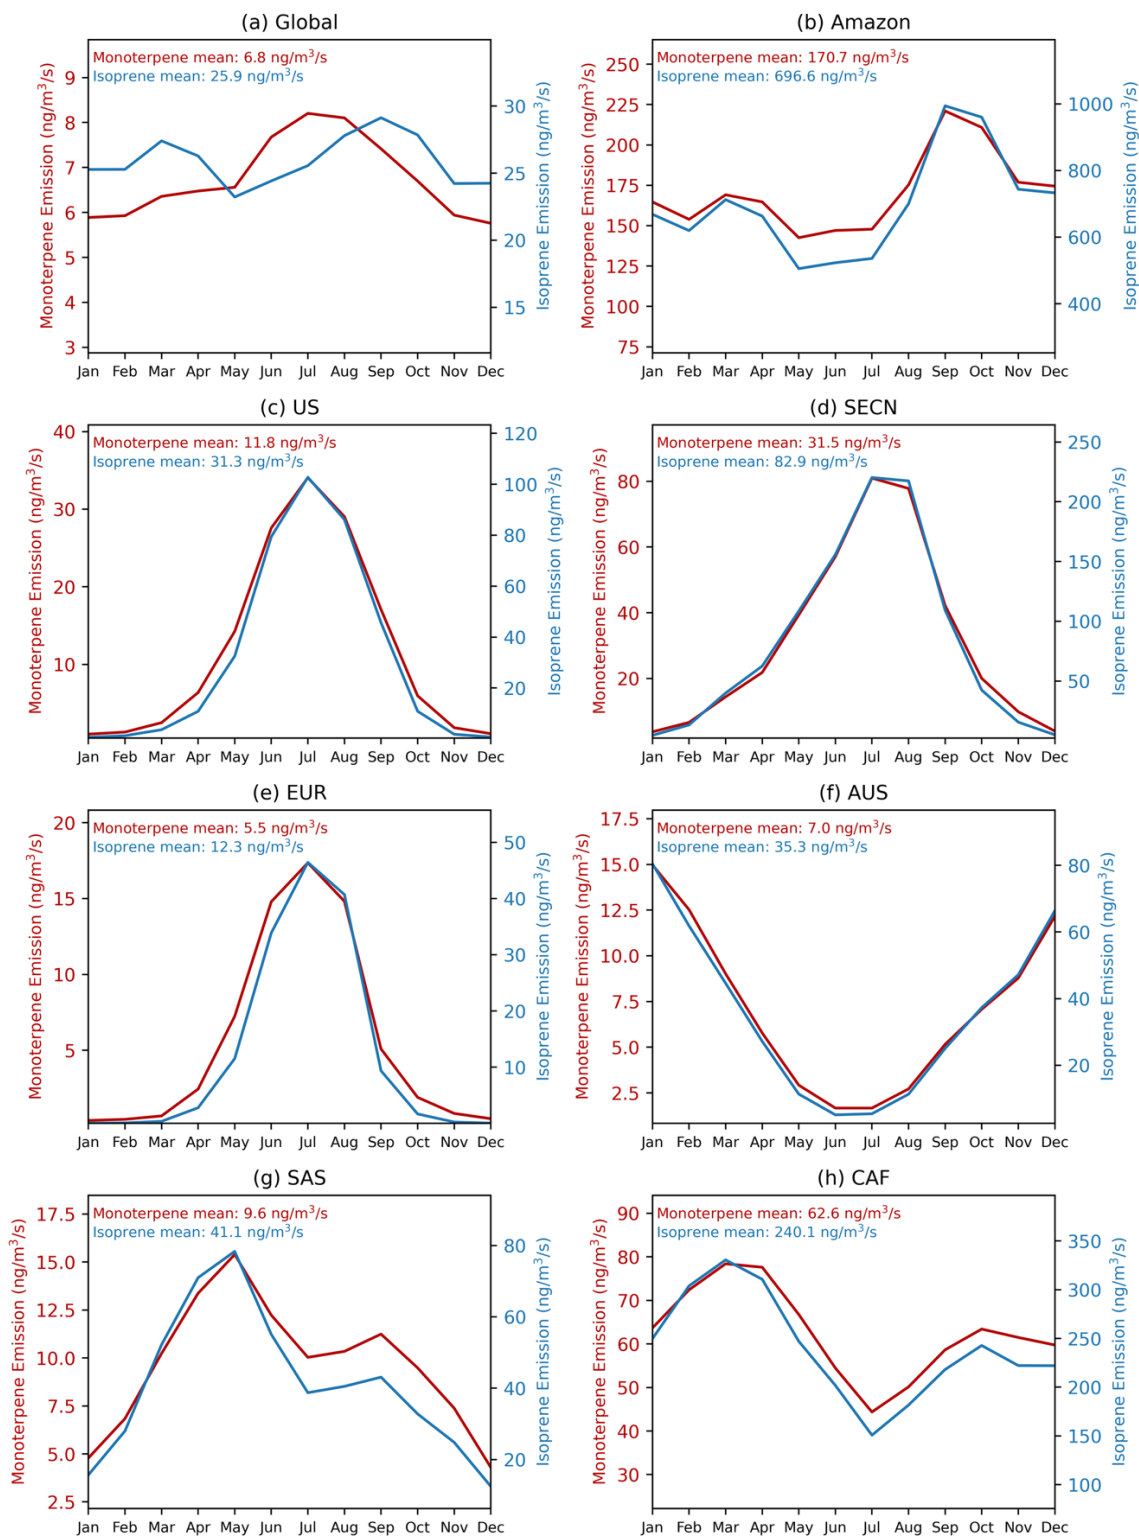 (a) Global
Monoterpene mean: 6.8 ng/m³/s
Isoprene mean: 25.9 ng/m³/s
Monoterpene Emission (ng/m³/s)
9
8
7
6
5
4
3
Isoprene Emission (ng/m³/s)
30
25
20
15
Jan Feb Mar Apr May Jun Jul Aug Sep Oct Nov Dec
(b) Amazon
Monoterpene mean: 170.7 ng/m³/s
Isoprene mean: 696.6 ng/m³/s
Monoterpene Emission (ng/m³/s)
250
225
200
175
150
125
100
75
Isoprene Emission (ng/m³/s)
1000
800
600
400
Jan Feb Mar Apr May Jun Jul Aug Sep Oct Nov Dec
(c) US
Monoterpene mean: 11.8 ng/m³/s
Isoprene mean: 31.3 ng/m³/s
Monoterpene Emission (ng/m³/s)
40
30
20
10
Isoprene Emission (ng/m³/s)
120
100
80
60
40
20
Jan Feb Mar Apr May Jun Jul Aug Sep Oct Nov Dec
(d) SECN
Monoterpene mean: 31.5 ng/m³/s
Isoprene mean: 82.9 ng/m³/s
Monoterpene Emission (ng/m³/s)
80
60
40
20
Isoprene Emission (ng/m³/s)
250
200
150
100
50
Jan Feb Mar Apr May Jun Jul Aug Sep Oct Nov Dec
(e) EUR
Monoterpene mean: 5.5 ng/m³/s
Isoprene mean: 12.3 ng/m³/s
Monoterpene Emission (ng/m³/s)
20
15
10
5
Isoprene Emission (ng/m³/s)
50
40
30
20
10
Jan Feb Mar Apr May Jun Jul Aug Sep Oct Nov Dec
(f) AUS
Monoterpene mean: 7.0 ng/m³/s
Isoprene mean: 35.3 ng/m³/s
Monoterpene Emission (ng/m³/s)
17.5
15.0
12.5
10.0
7.5
5.0
2.5
Isoprene Emission (ng/m³/s)
80
60
40
20
Jan Feb Mar Apr May Jun Jul Aug Sep Oct Nov Dec
(g) SAS
Monoterpene mean: 9.6 ng/m³/s
Isoprene mean: 41.1 ng/m³/s
Monoterpene Emission (ng/m³/s)
17.5
15.0
12.5
10.0
7.5
5.0
2.5
Isoprene Emission (ng/m³/s)
80
60
40
20
Jan Feb Mar Apr May Jun Jul Aug Sep Oct Nov Dec
(h) CAF
Monoterpene mean: 62.6 ng/m³/s
Isoprene mean: 240.1 ng/m³/s
Monoterpene Emission (ng/m³/s)
90
80
70
60
50
40
30
Isoprene Emission (ng/m³/s)
350
300
250
200
150
100
Jan Feb Mar Apr May Jun Jul Aug Sep Oct Nov Dec